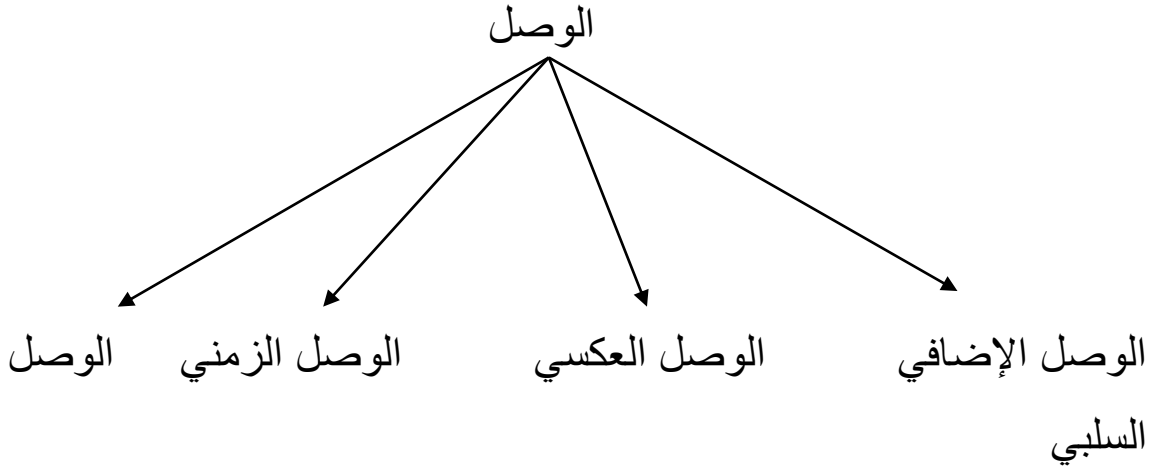 الوصل
الوصل الإضافي الوصل العكسي الوصل الزمني الوصل
السلبي